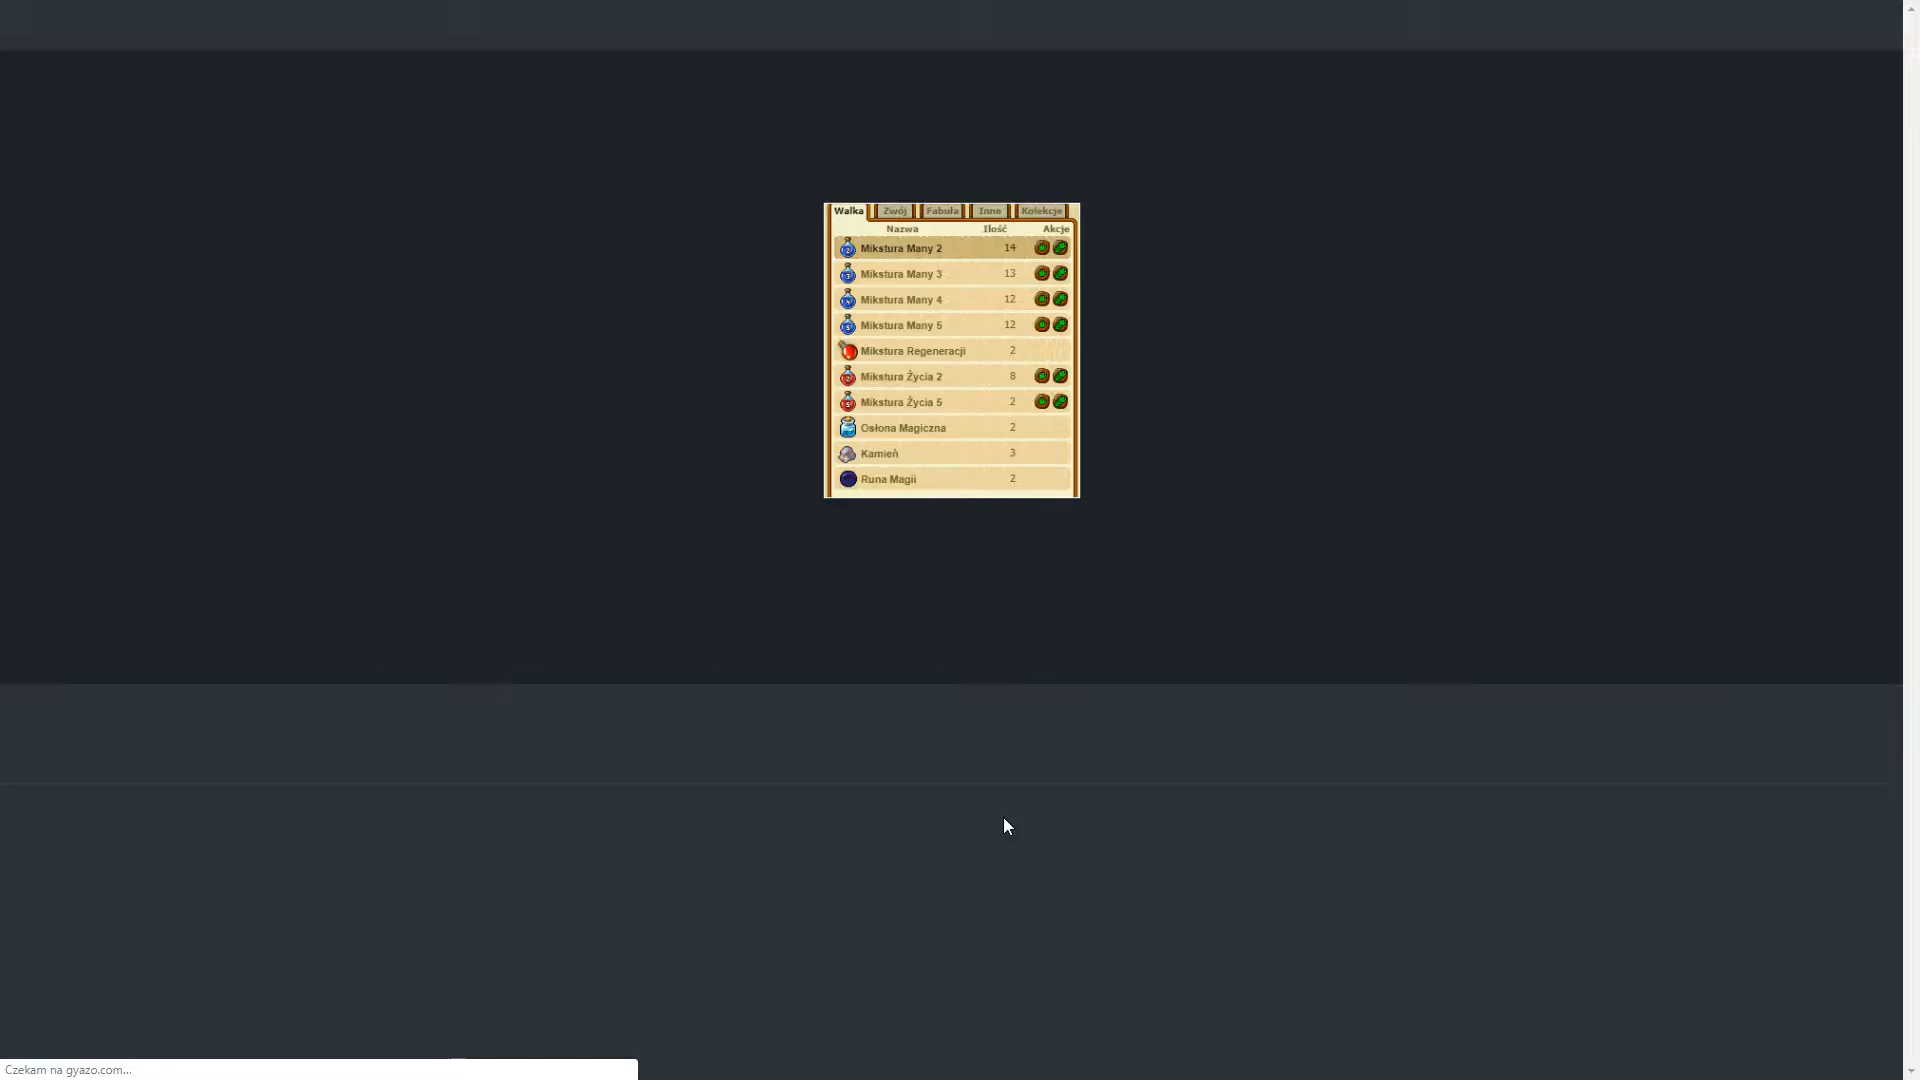 Walka Zwój Fabuła Inne Kolekcje
Nazwa Ilość Akcje
Mikstura Many 2 14
Mikstura Many 3 13
Mikstura Many 4 12
Mikstura Many 5 12
Mikstura Regeneracji 2
Mikstura Życia 2 8
Mikstura Życia 5 2
Osłona Magiczna 2
Kamień 3
Runa Magii 2
Czekam na gyazo.com...